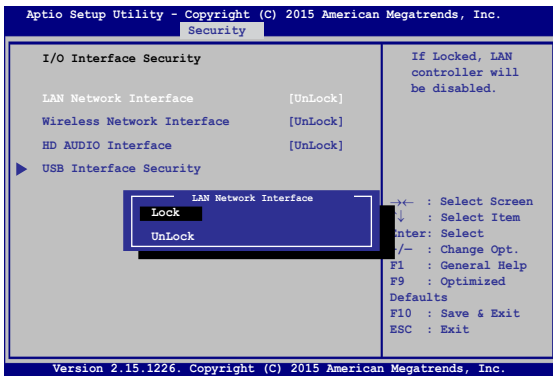 Aptio Setup Utility - Copyright (C) 2015 American Megatrends, Inc.
Security
I/O Interface Security
LAN Network Interface [UnLock]
Wireless Network Interface [UnLock]
HD AUDIO Interface [UnLock]
USB Interface Security
LAN Network Interface
Lock
UnLock
If Locked, LAN
controller will
be disabled.
→← : Select Screen
↓ : Select Item
nter: Select
/— : Change Opt.
F1 : General Help
F9 : Optimized
Defaults
F10 : Save & Exit
ESC : Exit
Version 2.15.1226. Copyright (C) 2015 American Megatrends, Inc.